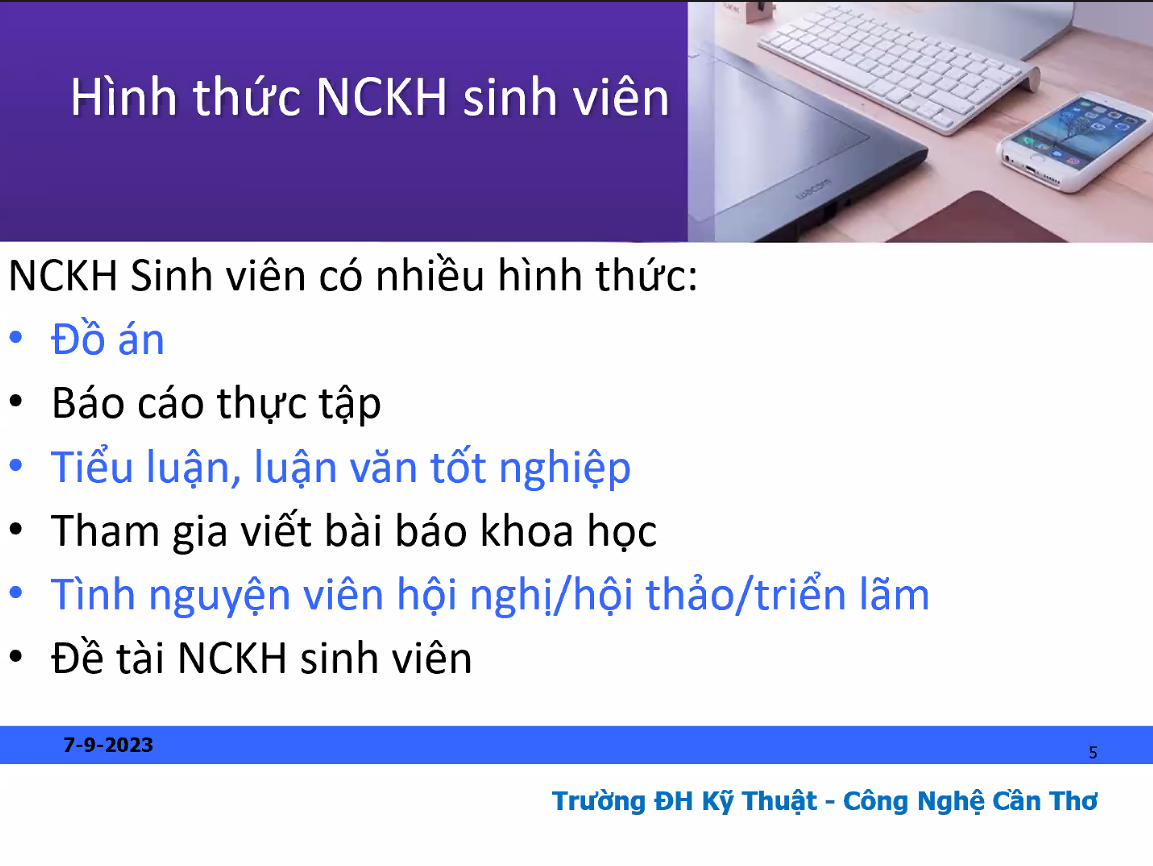 Hình thức NCKH sinh viên
wacom
NCKH Sinh viên có nhiều hình thức:
• Đồ án
• Báo cáo thực tập
• Tiểu luận, luận văn tốt nghiệp
• Tham gia viết bài báo khoa học
• Tình nguyện viên hội nghị/hội thảo/triển lãm
• Đề tài NCKH sinh viên
7-9-2023
5
Trường ĐH Kỹ Thuật - Công Nghệ Cần Thơ